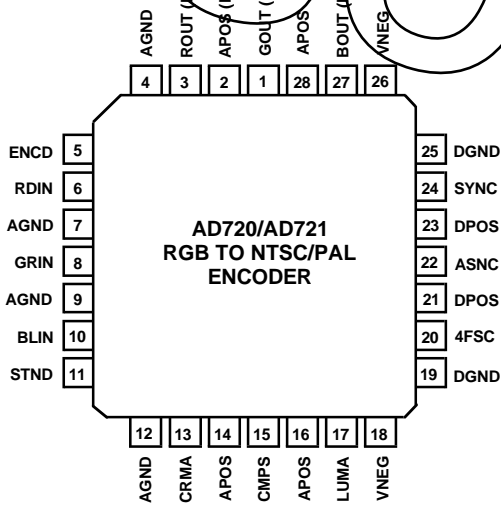 AGND
ROUT (
APOS (
GOUT (
APOS
BOUT (
VNEG
4 3 2 1 28 27 26
ENCD 5
RDIN 6
AGND 7
GRIN 8
AGND 9
BLIN 10
STND 11
AD720/AD721
RGB TO NTSC/PAL
ENCODER
25 DGND
24 SYNC
23 DPOS
22 ASNC
21 DPOS
20 4FSC
19 DGND
12 13 14 15 16 17 18
AGND
CRMA
APOS
CMPS
APOS
LUMA
VNEG